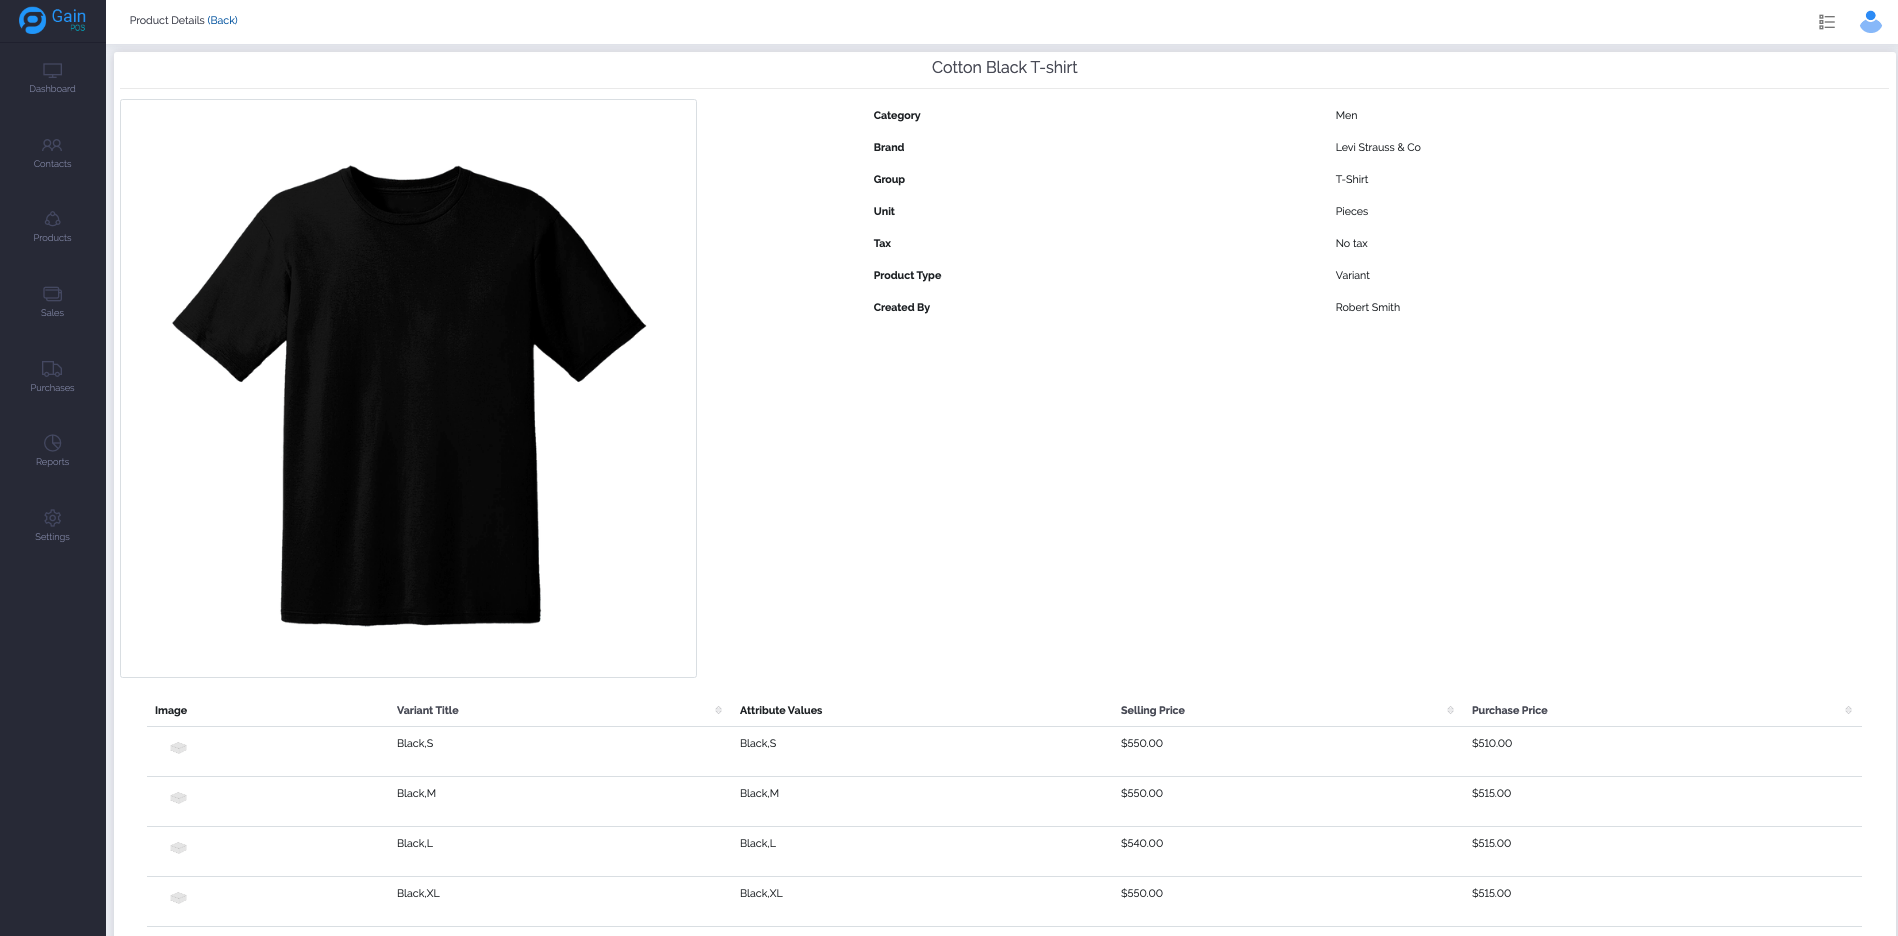 Gain
POS
Product Details (Back)
Dashboard
Contacts
Products
Sales
Purchases
Reports
Settings
Cotton Black T-shirt
Category Men
Brand Levi Strauss & Co
Group T-Shirt
Unit Pieces
Tax No tax
Product Type Variant
Created By Robert Smith
Image Variant Title Attribute Values Selling Price Purchase Price
Black,S Black,S $550.00 $510.00
Black,M Black,M $550.00 $515.00
Black,L Black,L $540.00 $515.00
Black,XL Black,XL $550.00 $515.00